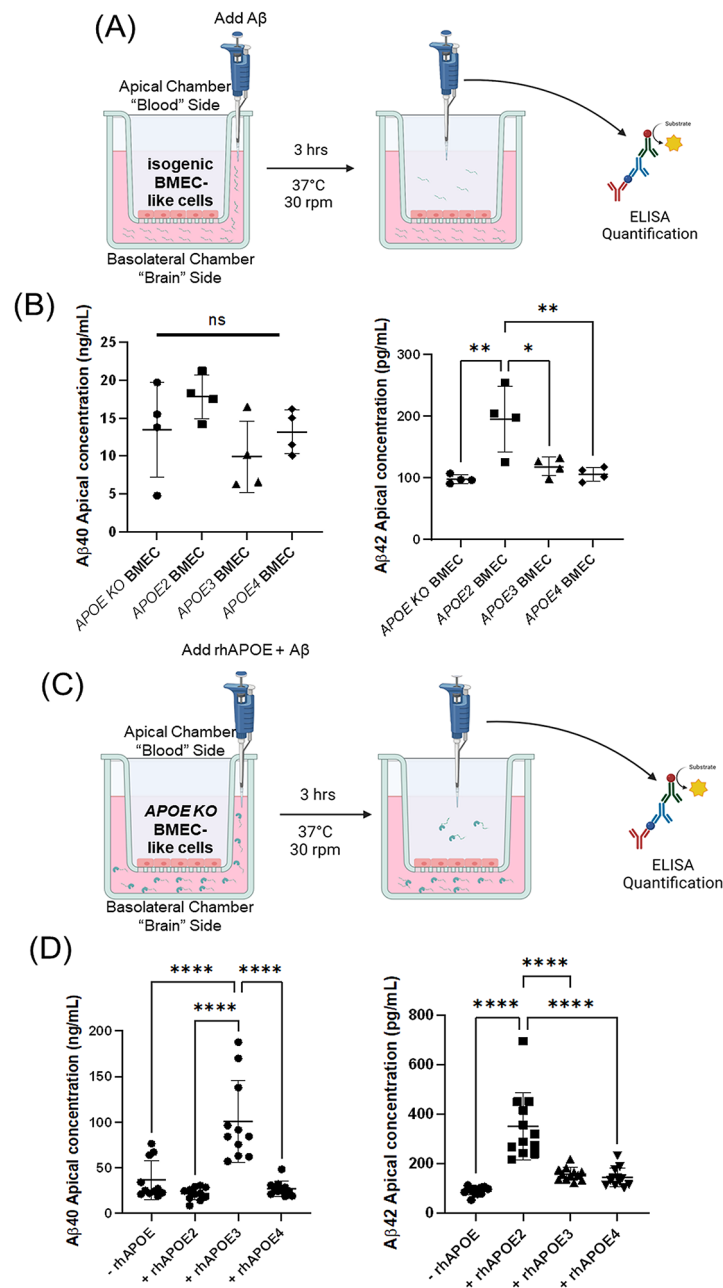 (A)
Add Aβ
Apical Chamber
“Blood” Side
isogenic
BMEC-
like cells
Basolateral Chamber
“Brain” Side
3 hrs
37°C
30 rpm
Substrate
ELISA
Quantification
(B)
Aβ40 Apical concentration (ng/mL)
25
20
15
10
5
0
ns
APOE KO BMEC
APOE2 BMEC
APOE3 BMEC
APOE4 BMEC
Aβ42 Apical concentration (pg/mL)
300
200
100
0
**
** *
APOE KO BMEC
APOE2 BMEC
APOE3 BMEC
APOE4 BMEC
Add rhAPOE + Aβ
(C)
Apical Chamber
“Blood” Side
APOE KO
BMEC-
like cells
Basolateral Chamber
“Brain” Side
3 hrs
37°C
30 rpm
Substrate
ELISA
Quantification
(D)
Aβ40 Apical concentration (ng/mL)
200
150
100
50
0
**** ****
****
- rhAPOE
+ rhAPOE2
+ rhAPOE3
+ rhAPOE4
Aβ42 Apical concentration (pg/mL)
800
600
400
200
0
****
**** ****
- rhAPOE
+ rhAPOE2
+ rhAPOE3
+ rhAPOE4